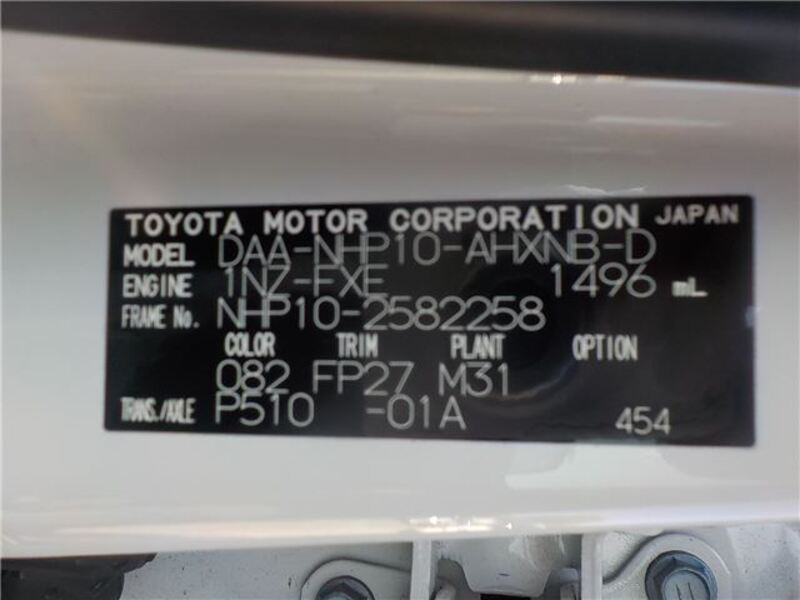 TOYOTA MOTOR CORPORATION JAPAN
MODEL DAA-NHP10-AHXNB-D
ENGINE 1NZ-FXE 1496 mL
FRAME No. NHP10-2582258
COLOR TRIM PLANT OPTION
082 FP27 M31
TRANS./AXLE P510 -01A 454